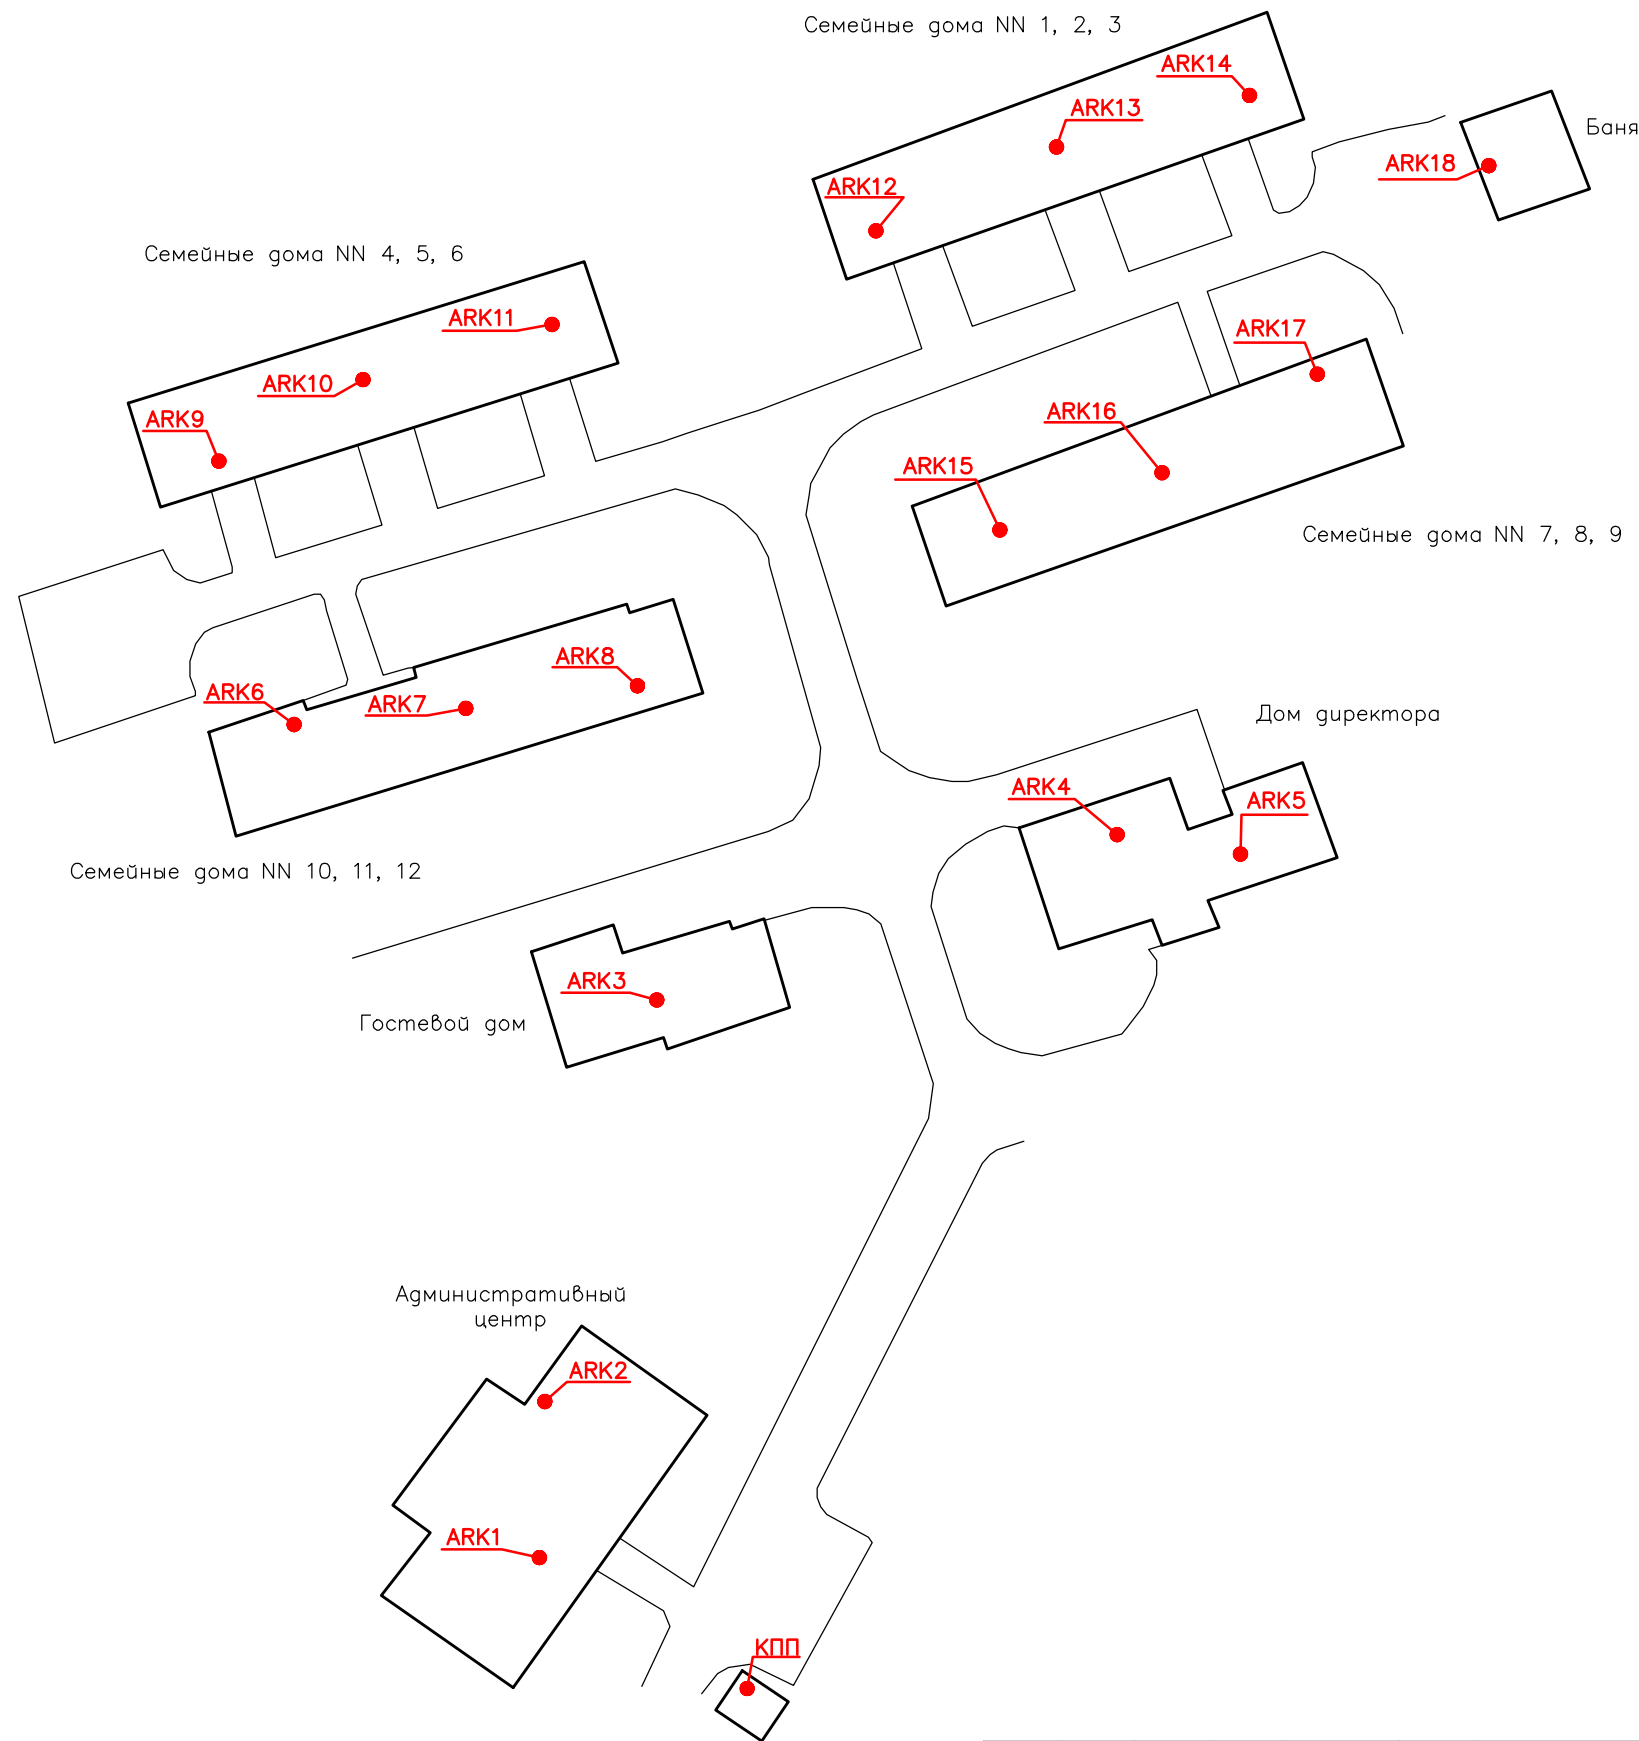 Семейные дома NN 1, 2, 3
ARK14
ARK13
Баня
ARK18
ARK12
Семейные дома NN 4, 5, 6
ARK11
ARK17
ARK10
ARK16
ARK9
ARK15
Семейные дома NN 7, 8, 9
ARK8
ARK6
ARK7
Дом директора
ARK4
ARK5
Семейные дома NN 10, 11, 12
ARK3
Гостевой дом
Административный
центр
ARK2
ARK1
КПП